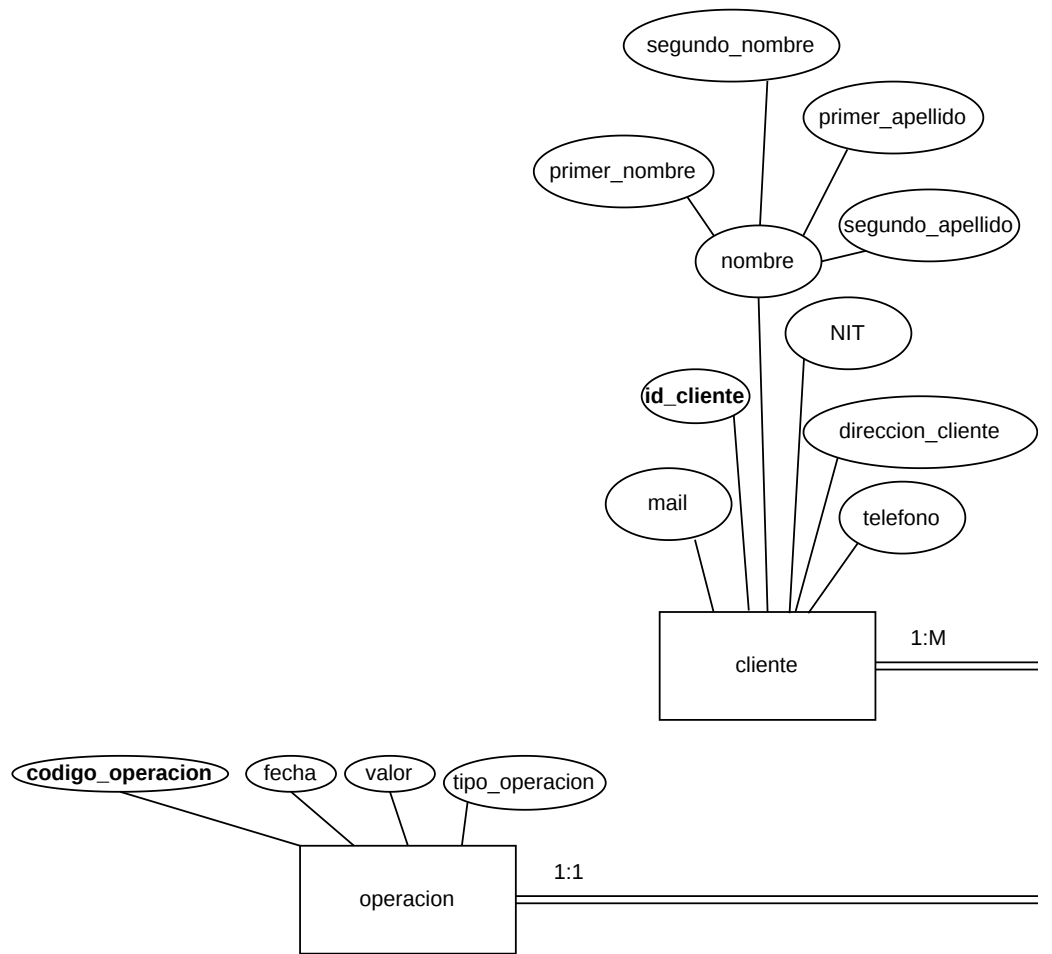 segundo_nombre
primer_apellido
primer_nombre
segundo_apellido
nombre
NIT
id_cliente
direccion_cliente
mail
telefono
1:M
cliente
codigo_operacion
fecha
valor
tipo_operacion
1:1
operacion